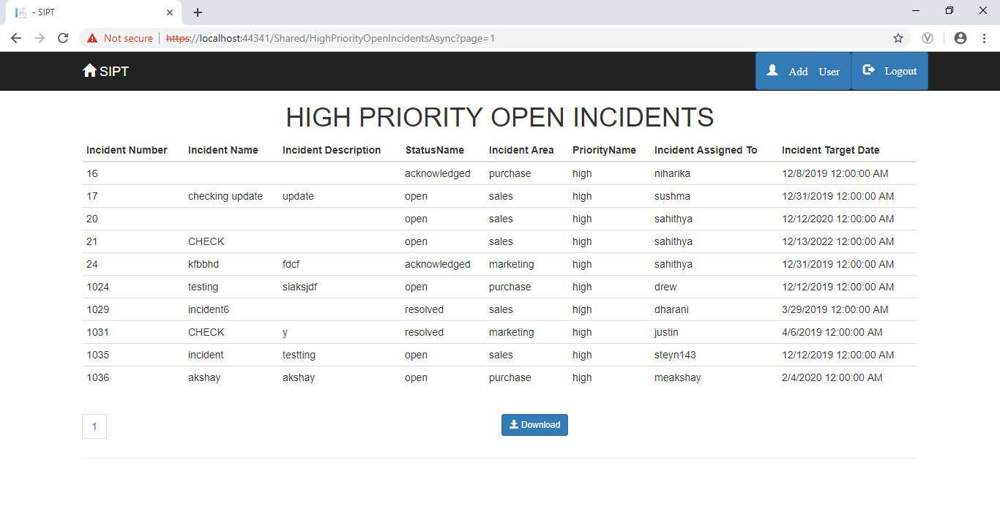 - SIPT
Not secure https://localhost:44341/Shared/HighPriorityOpenIncidentsAsync?page=1
SIPT Add User Logout
HIGH PRIORITY OPEN INCIDENTS
Incident Number Incident Name Incident Description StatusName Incident Area PriorityName Incident Assigned To Incident Target Date
16 acknowledged purchase high niharika 12/8/2019 12:00:00 AM
17 checking update update open sales high sushma 12/31/2019 12:00:00 AM
20 open sales high sahithya 12/12/2020 12:00:00 AM
21 CHECK open sales high sahithya 12/13/2022 12:00:00 AM
24 kfbbhd fdcf acknowledged marketing high sahithya 12/31/2019 12:00:00 AM
1024 testing siaksjdf open purchase high drew 12/12/2019 12:00:00 AM
1029 incident6 resolved sales high dharani 3/29/2019 12:00:00 AM
1031 CHECK y resolved marketing high justin 4/6/2019 12:00:00 AM
1035 incident testting open sales high steyn143 12/12/2019 12:00:00 AM
1036 akshay akshay open purchase high meakshay 2/4/2020 12:00:00 AM
1 Download